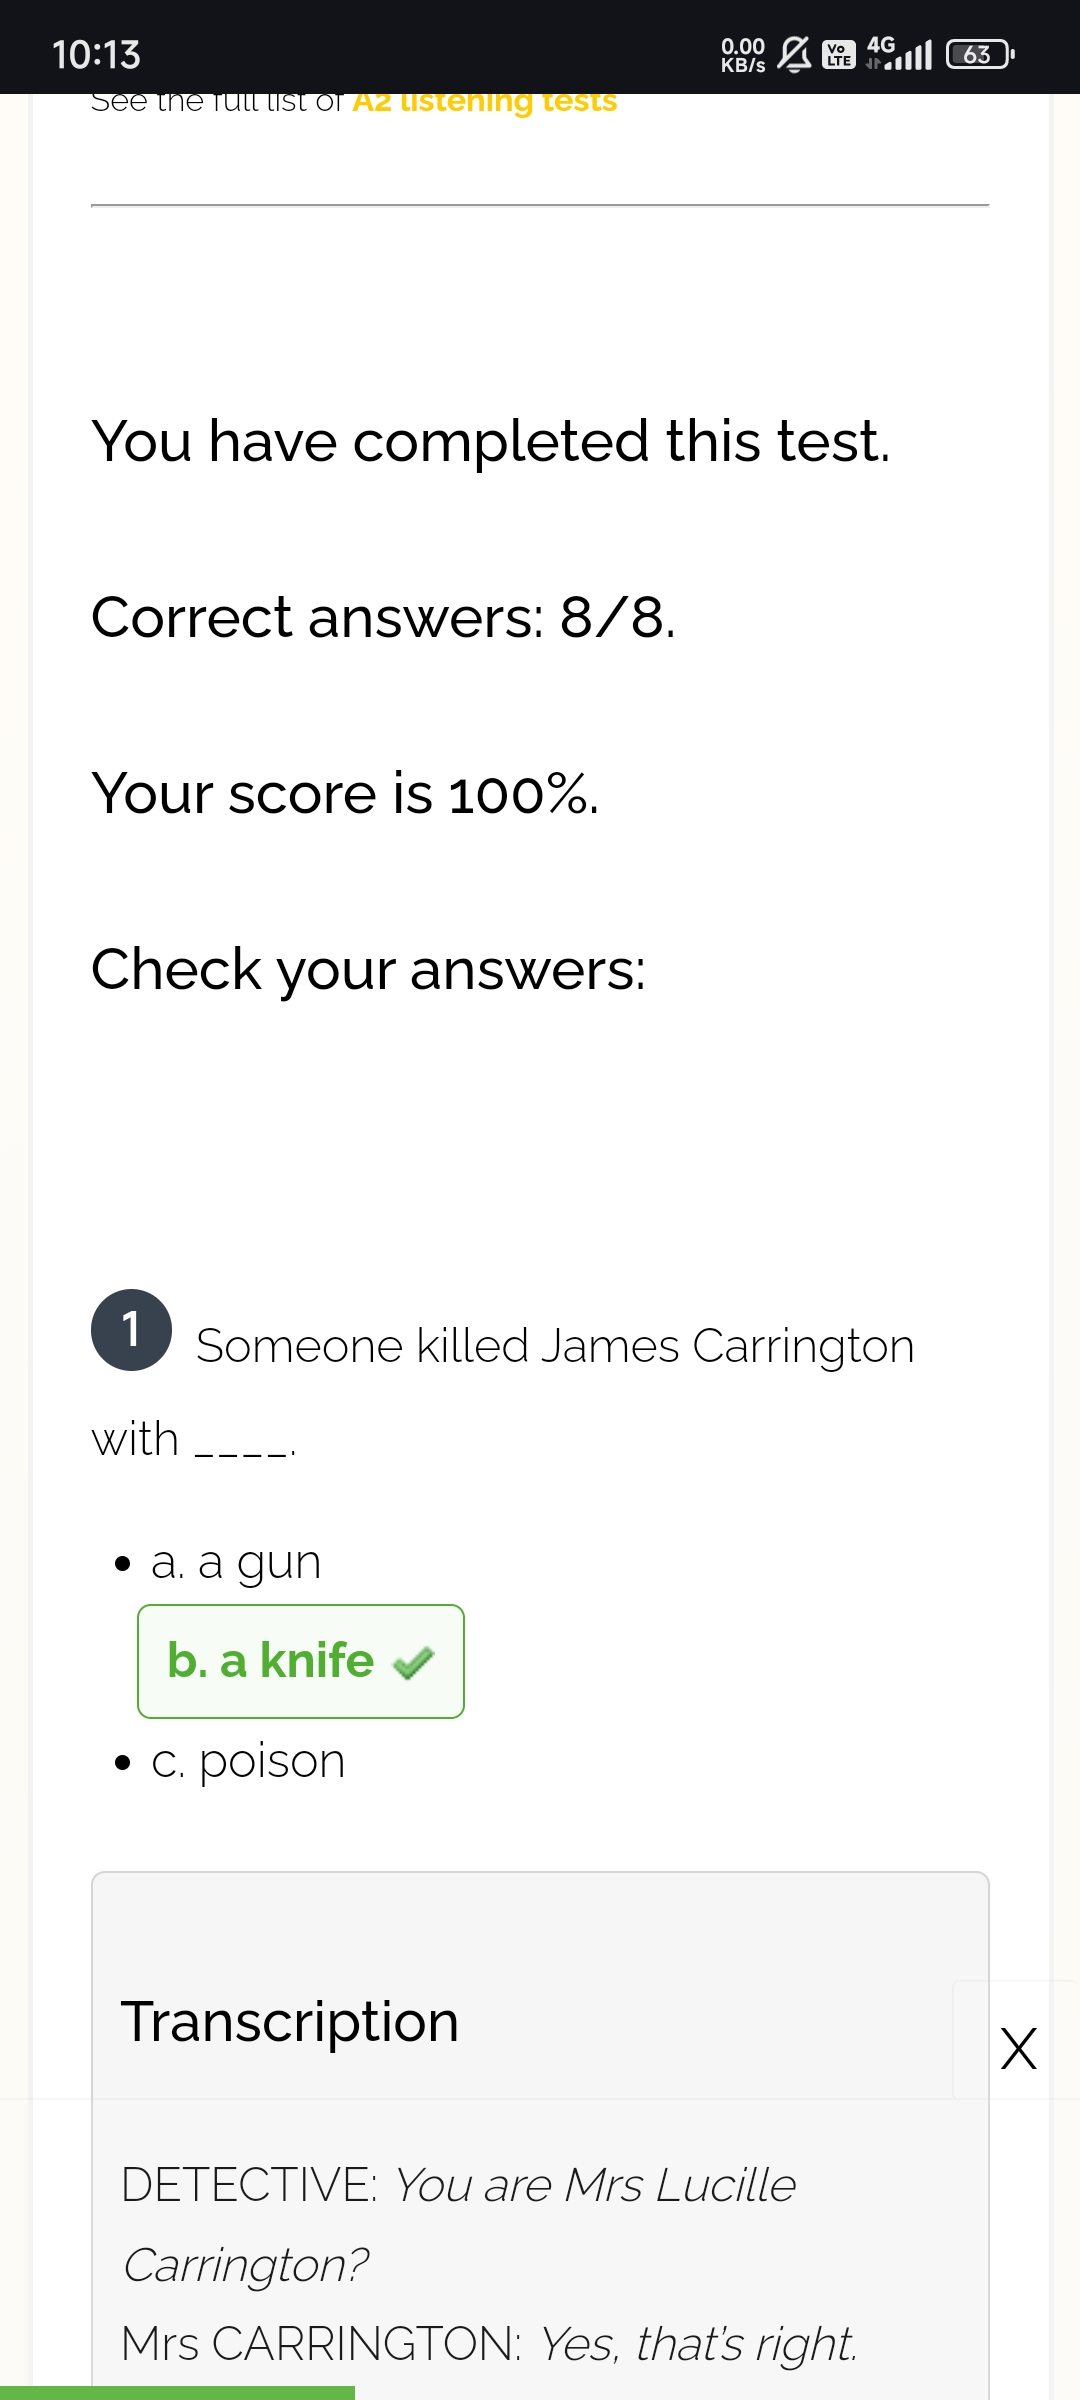 10:13
0.00 KB/s Vo LTE 4G 63
See the full list of A2 listening tests
You have completed this test.
Correct answers: 8/8.
Your score is 100%.
Check your answers:
1 Someone killed James Carrington
with ____.
• a. a gun
b. a knife
• c. poison
Transcription
X
DETECTIVE: You are Mrs Lucille
Carrington?
Mrs CARRINGTON: Yes, that's right.